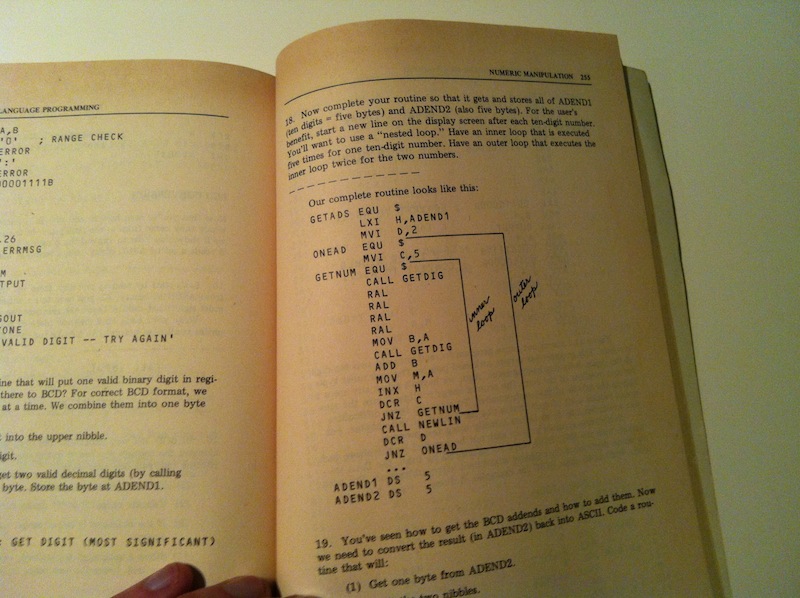 LANGUAGE PROGRAMMING
A,B
'0' ; RANGE CHECK
ERROR
':'
ERROR
00001111B
.26
ERRMSG
M
TPUT
SGOUT
TONE
VALID DIGIT -- TRY AGAIN'
ine that will put one valid binary digit in regi-
there to BCD? For correct BCD format, we
at a time. We combine them into one byte
into the upper nibble.
igit.
get two valid decimal digits (by calling
byte. Store the byte at ADEND1.
; GET DIGIT (MOST SIGNIFICANT)
NUMERIC MANIPULATION 255
18. Now complete your routine so that it gets and stores all of ADEND1
(ten digits = five bytes) and ADEND2 (also five bytes). For the user's
benefit, start a new line on the display screen after each ten-digit number.
You'll want to use a "nested loop." Have an inner loop that is executed
five times for one ten-digit number. Have an outer loop that executes the
inner loop twice for the two numbers.
Our complete routine looks like this:
GETADS EQU $
LXI H,ADEND1
MVI D,2
ONEAD EQU $
MVI C,5
GETNUM EQU $
CALL GETDIG
RAL
RAL
RAL
RAL
MOV B,A
CALL GETDIG
ADD B
MOV M,A
INX H
DCR C
JNZ GETNUM
CALL NEWLIN
DCR D
JNZ ONEAD
...
ADEND1 DS 5
ADEND2 DS 5
inner
loop
outer
loop
19. You've seen how to get the BCD addends and how to add them. Now
we need to convert the result (in ADEND2) back into ASCII. Code a rou-
tine that will:
(1) Get one byte from ADEND2.
two nibbles.